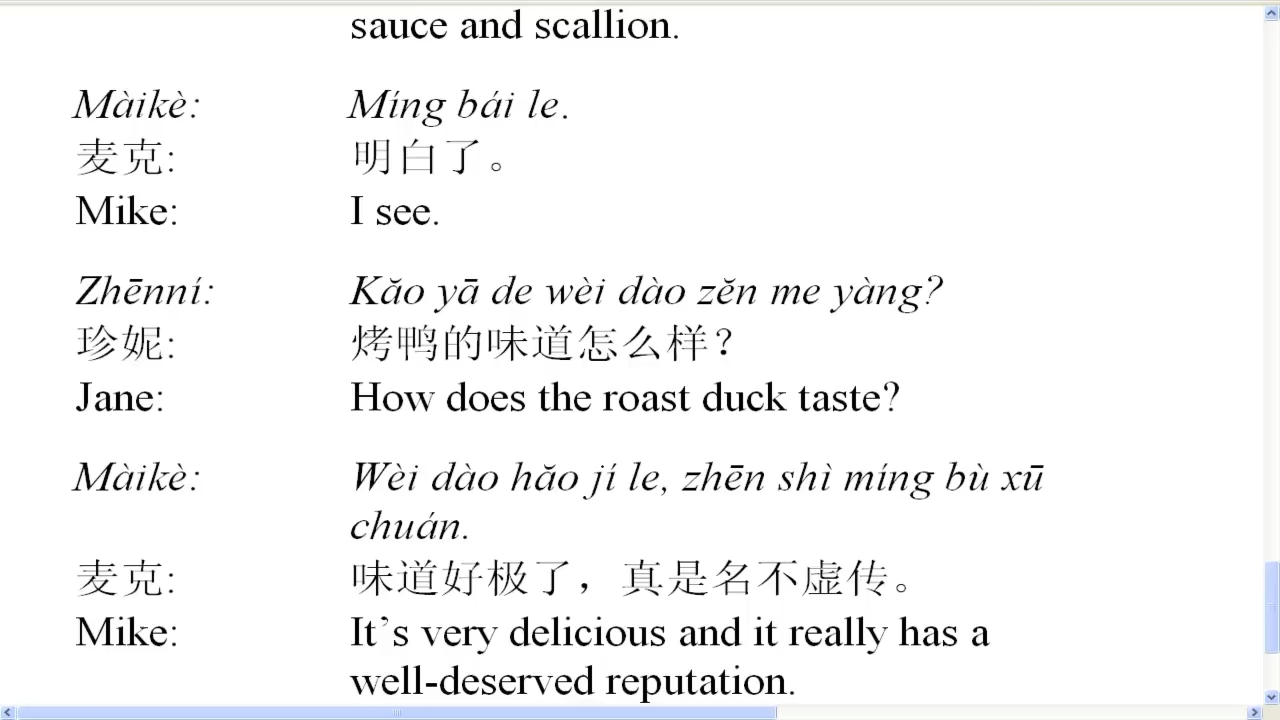 sauce and scallion.
Màikè: Míng bái le.
麦克: 明白了。
Mike: I see.
Zhēnní: Kăo yā de wèi dào zĕn me yàng?
珍妮: 烤鸭的味道怎么样？
Jane: How does the roast duck taste?
Màikè: Wèi dào hăo jí le, zhēn shì míng bù xū
chuán.
麦克: 味道好极了，真是名不虚传。
Mike: It’s very delicious and it really has a
well-deserved reputation.